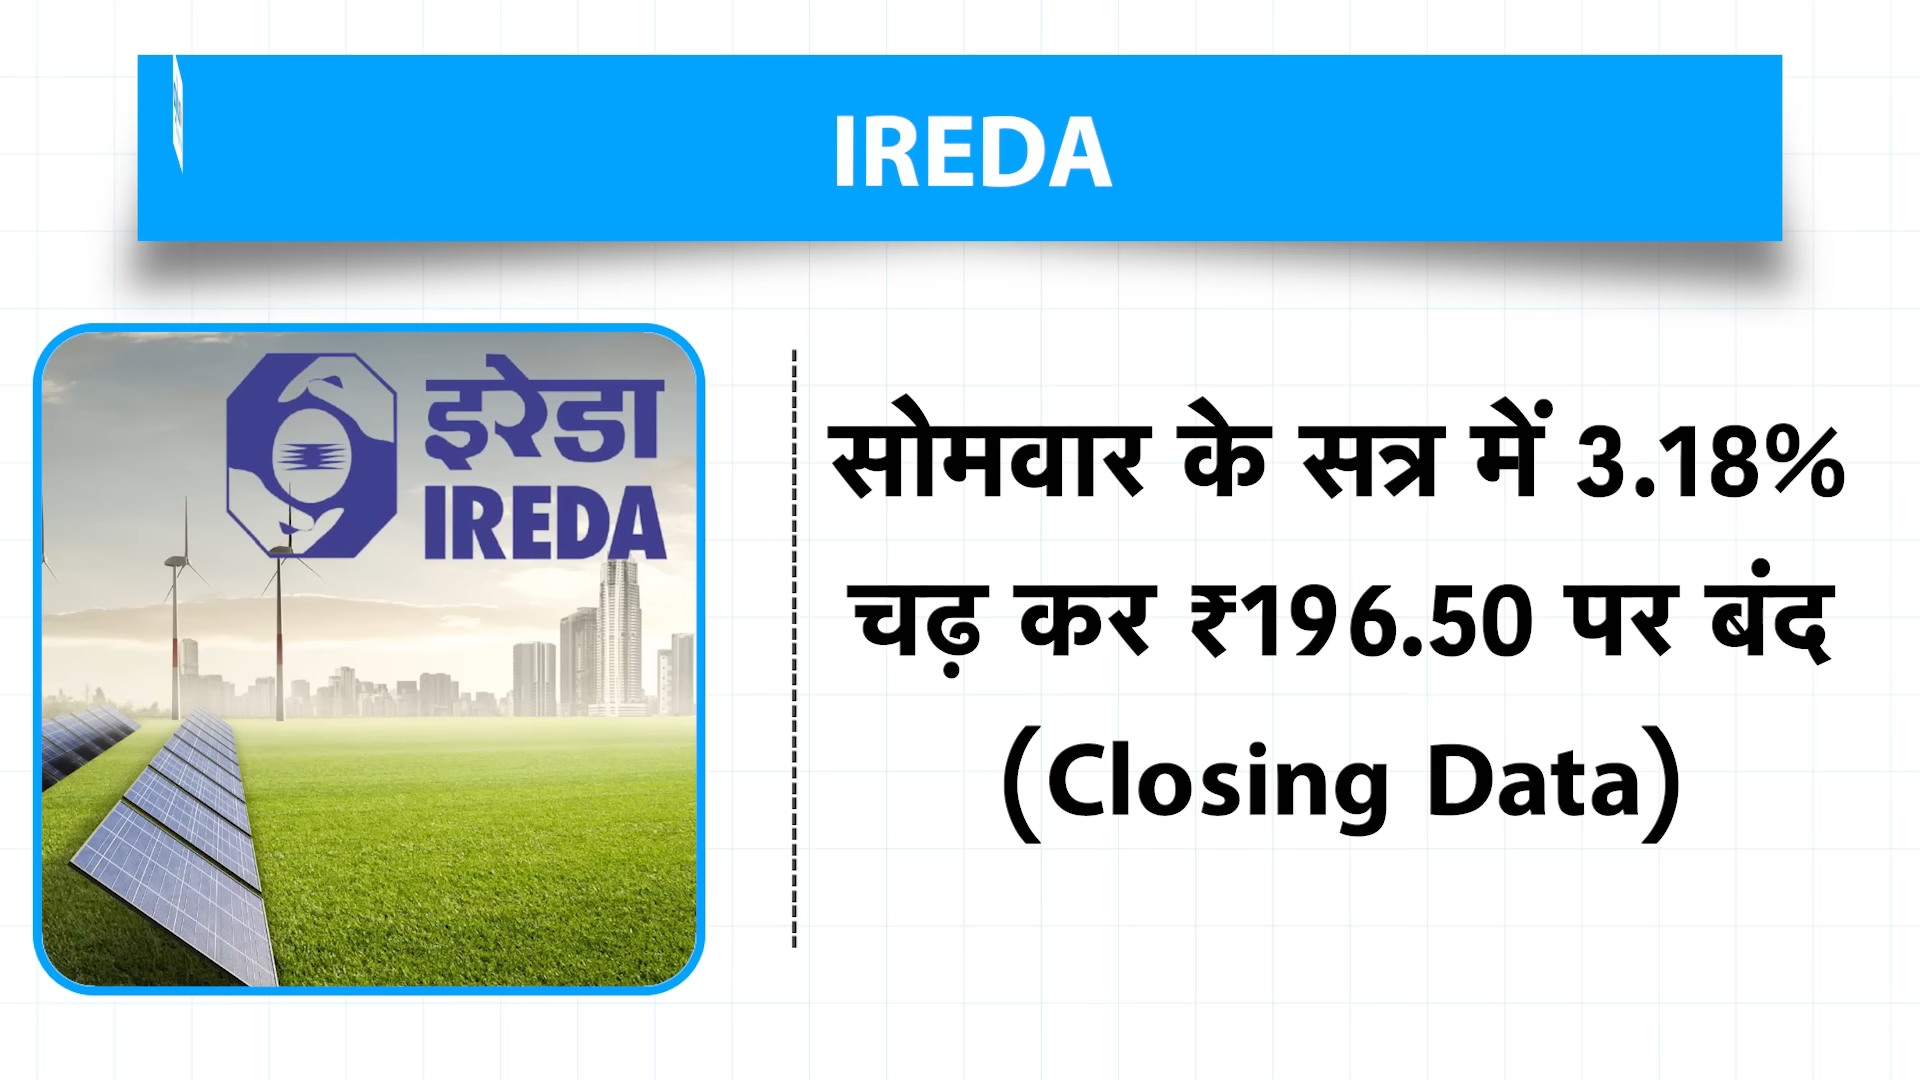 IREDA
इरेडा
IREDA
सोमवार के सत्र में 3.18%
चढ़ कर ₹196.50 पर बंद
(Closing Data)